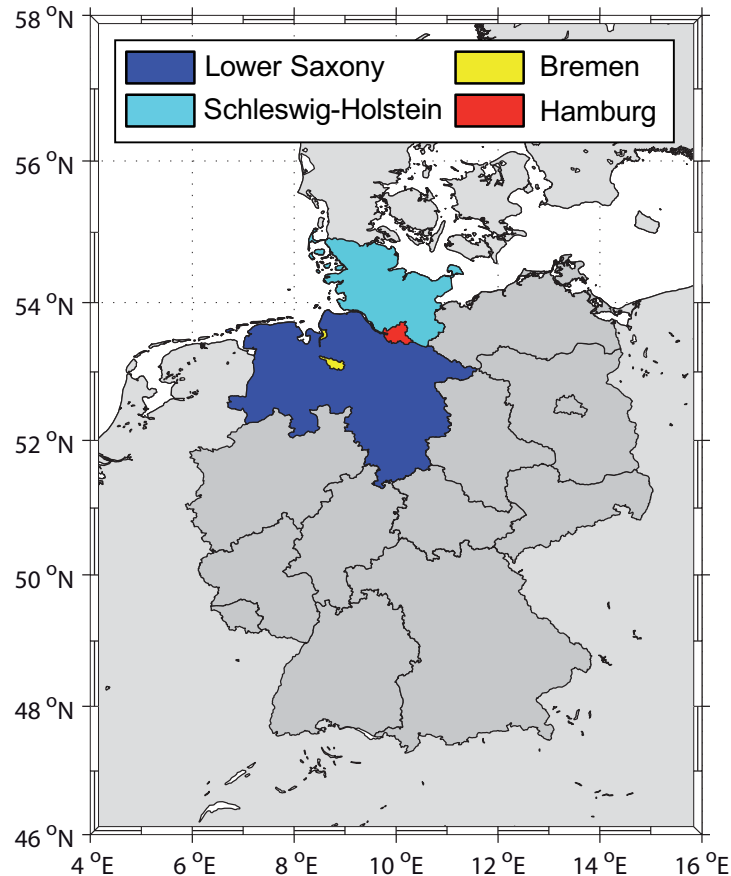 58 °N
Lower Saxony Bremen
Schleswig-Holstein Hamburg
56 °N
54 °N
52 °N
50 °N
48 °N
46 °N
4 °E 6 °E 8 °E 10 °E 12 °E 14 °E 16 °E